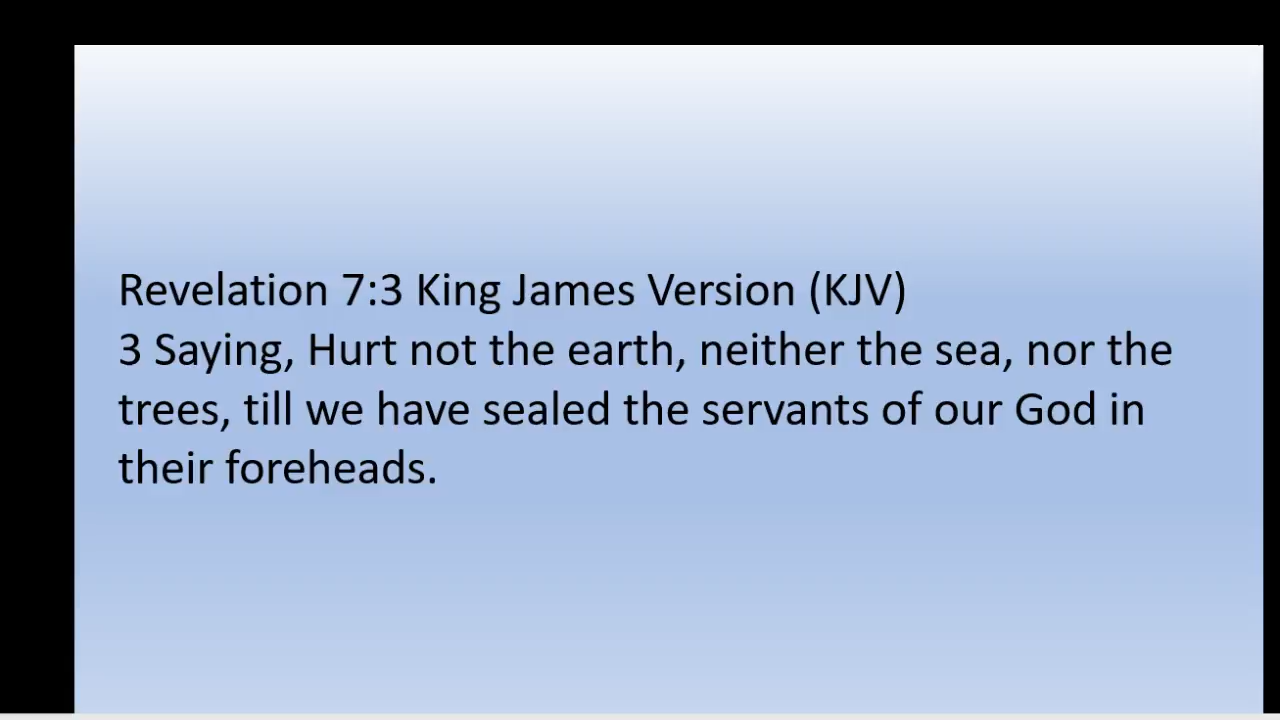 Revelation 7:3 King James Version (KJV)
3 Saying, Hurt not the earth, neither the sea, nor the
trees, till we have sealed the servants of our God in
their foreheads.